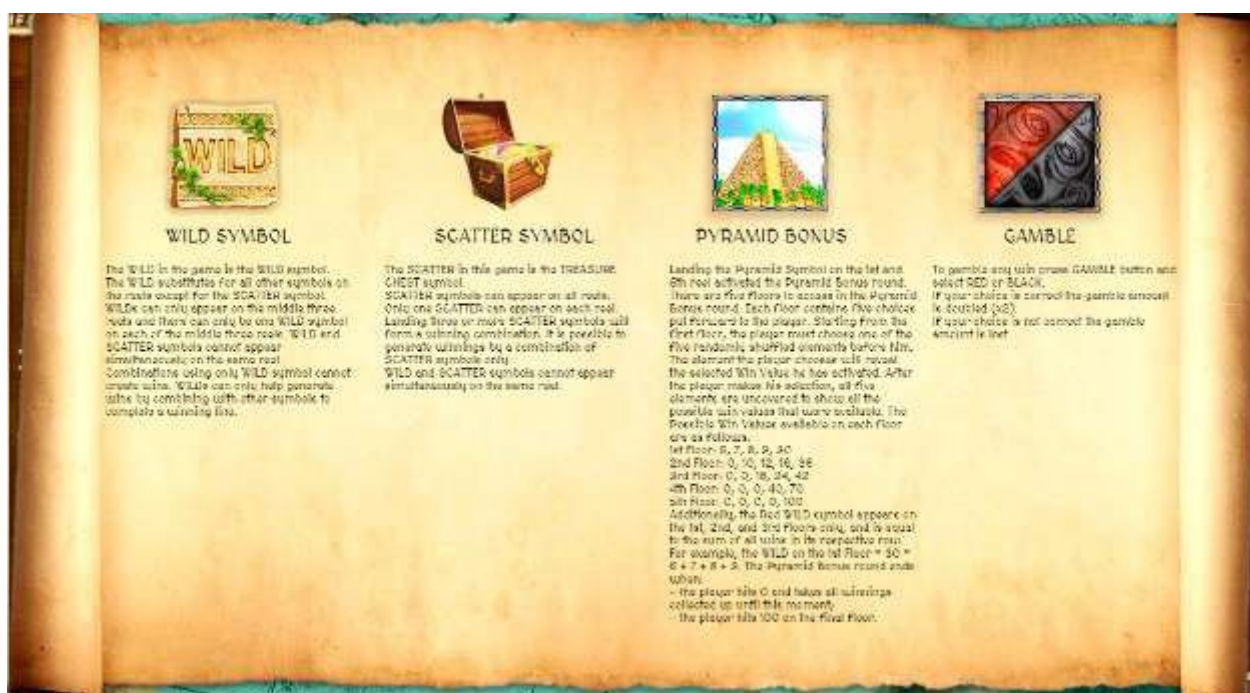 WILD
WILD SYMBOL
The WILD in the game is the WILD symbol.
The WILD substitutes for all other symbols on
the reels except for the SCATTER symbol.
WILDs can only appear on the middle three
reels and there can only be one WILD symbol
on each of the middle three reels. WILD and
SCATTER symbols cannot appear
simultaneously on the same reel.
Combinations using only WILD symbol cannot
create wins. WILDs can only help generate
wins by combining with other symbols to
complete a winning line.
SCATTER SYMBOL
The SCATTER in this game is the TREASURE
CHEST symbol.
SCATTER symbols can appear on all reels.
Only one SCATTER can appear on each reel.
Landing three or more SCATTER symbols will
form a winning combination. It is possible to
generate winnings by a combination of
SCATTER symbols only.
WILD and SCATTER symbols cannot appear
simultaneously on the same reel.
PYRAMID BONUS
Landing the Pyramid Symbol on the 1st and
5th reel activated the Pyramid Bonus round.
There are five floors to access in the Pyramid
Bonus round. Each floor contains five choices
put forward to the player. Starting from the
first floor, the player must choose one of the
five randomly shuffled elements before him.
The element the player chooses will reveal
the selected Win Value he has activated. After
the player makes his selection, all five
elements are uncovered to show all the
possible win values that were available. The
Possible Win Values available on each floor
are as follows:
1st Floor: 6, 7, 8, 9, 30
2nd Floor: 0, 10, 12, 16, 38
3rd Floor: 0, 0, 18, 24, 42
4th Floor: 0, 0, 0, 40, 70
5th Floor: 0, 0, 0, 0, 100
Additionally, the Red WILD symbol appears on
the 1st, 2nd, and 3rd Floors only, and is equal
to the sum of all wins in its respective row.
For example, the WILD on the 1st Floor = 30 =
6 + 7 + 8 + 9. The Pyramid Bonus round ends
when:
- the player hits 0 and takes all winnings
collected up until this moment;
- the player hits 100 on the final floor.
GAMBLE
To gamble any win press GAMBLE button and
select RED or BLACK.
If your choice is correct the gamble amount
is doubled (x2).
If your choice is not correct the gamble
amount is lost.